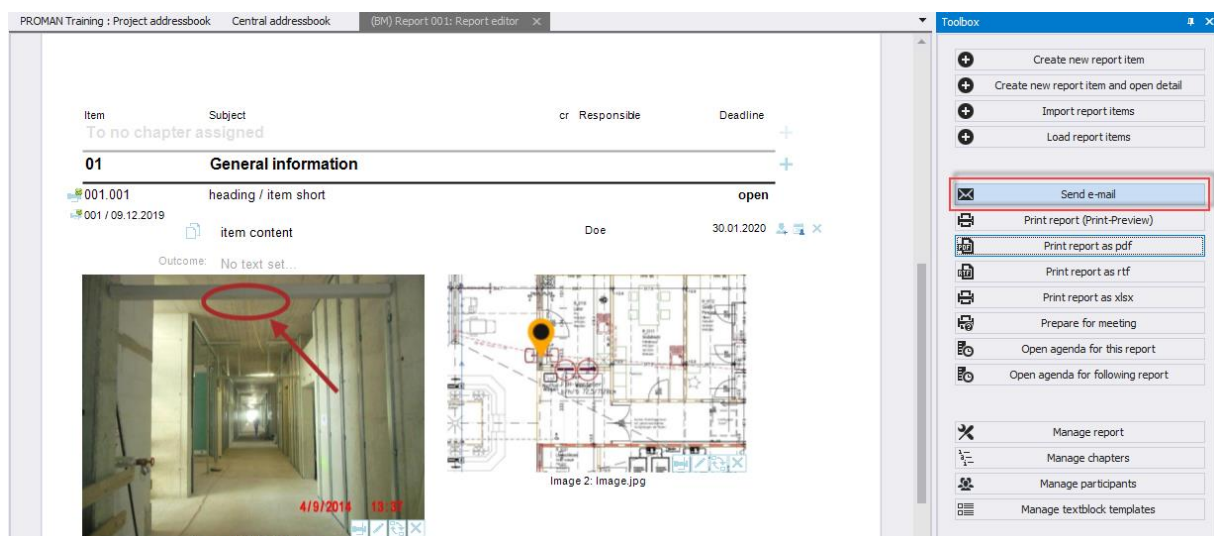 PROMAN Training : Project addressbook Central addressbook (BM) Report 001: Report editor
Toolbox
Create new report item
Create new report item and open detail
Import report items
Load report items
Send e-mail
Print report (Print-Preview)
Print report as pdf
Print report as rtf
Print report as xlsx
Prepare for meeting
Open agenda for this report
Open agenda for following report
Manage report
Manage chapters
Manage participants
Manage textblock templates
Item Subject cr Responsible Deadline
To no chapter assigned
01 General information
001.001 heading / item short open
001 / 09.12.2019
item content Doe 30.01.2020
Outcome: No text set...
4/9/2014 13:37
Image 2: Image.jpg